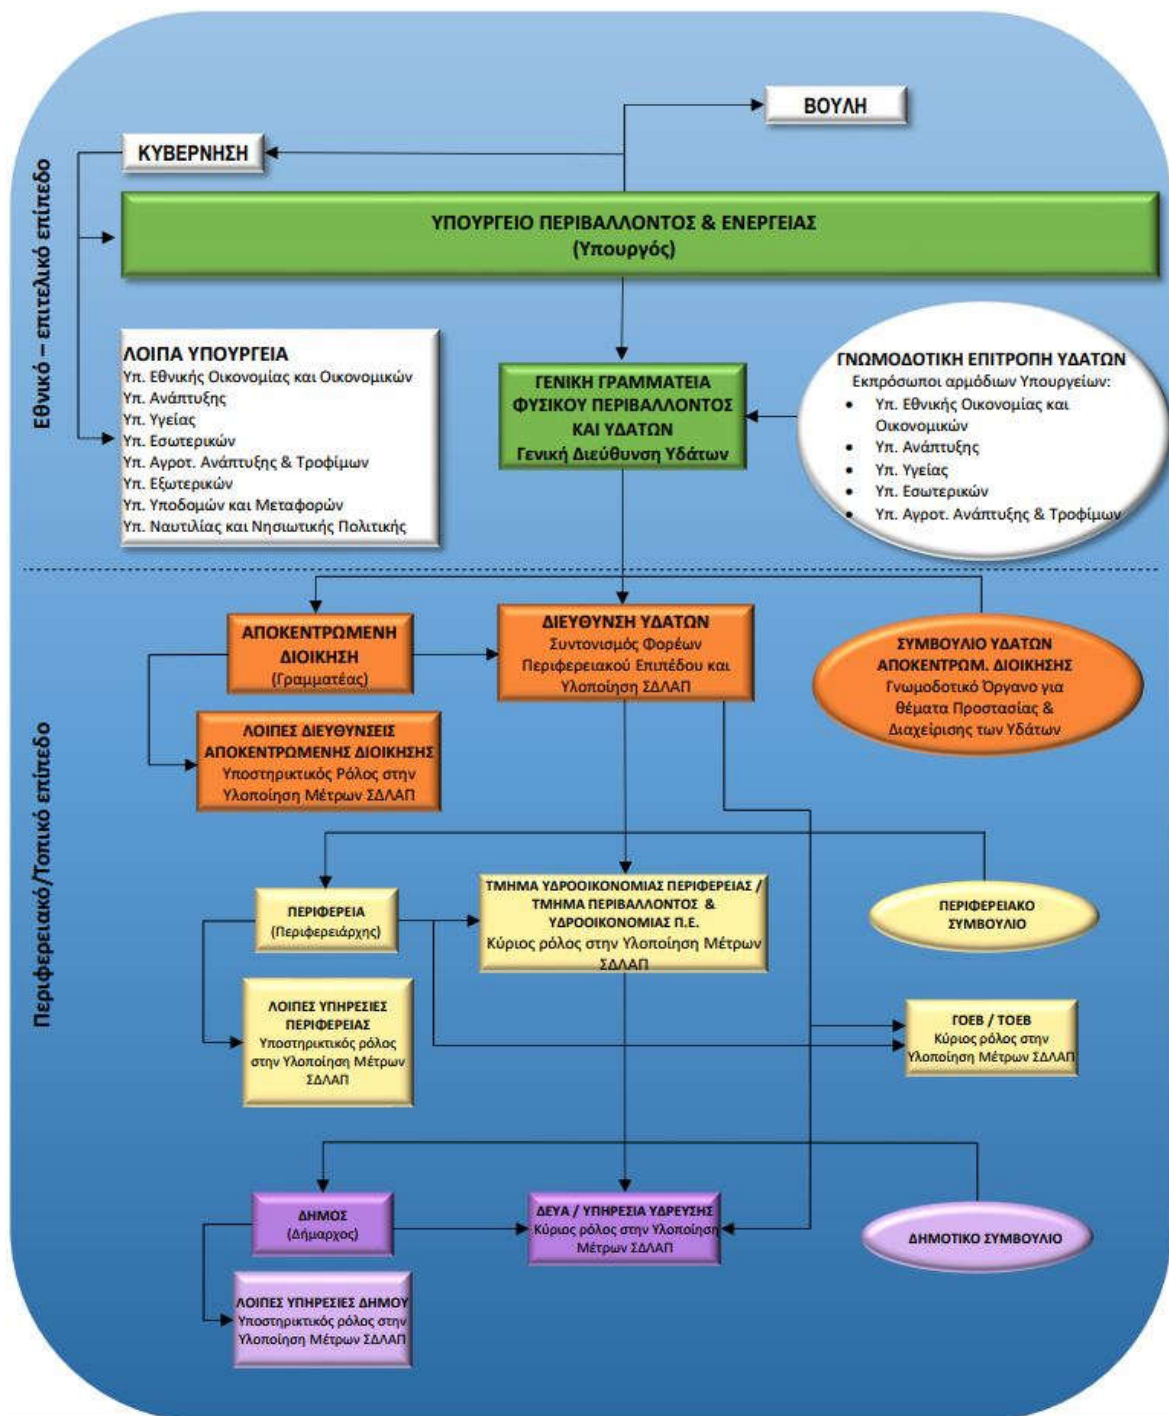 ΒΟΥΛΗ
ΚΥΒΕΡΝΗΣΗ
Εθνικό – επιτελικό επίπεδο
ΥΠΟΥΡΓΕΙΟ ΠΕΡΙΒΑΛΛΟΝΤΟΣ & ΕΝΕΡΓΕΙΑΣ
(Υπουργός)
ΛΟΙΠΑ ΥΠΟΥΡΓΕΙΑ
Υπ. Εθνικής Οικονομίας και Οικονομικών
Υπ. Ανάπτυξης
Υπ. Υγείας
Υπ. Εσωτερικών
Υπ. Αγροτ. Ανάπτυξης & Τροφίμων
Υπ. Εξωτερικών
Υπ. Υποδομών και Μεταφορών
Υπ. Ναυτιλίας και Νησιωτικής Πολιτικής
ΓΕΝΙΚΗ ΓΡΑΜΜΑΤΕΙΑ
ΦΥΣΙΚΟΥ ΠΕΡΙΒΑΛΛΟΝΤΟΣ
ΚΑΙ ΥΔΑΤΩΝ
Γενική Διεύθυνση Υδάτων
ΓΝΩΜΟΔΟΤΙΚΗ ΕΠΙΤΡΟΠΗ ΥΔΑΤΩΝ
Εκπρόσωποι αρμόδιων Υπουργείων:
• Υπ. Εθνικής Οικονομίας και
Οικονομικών
• Υπ. Ανάπτυξης
• Υπ. Υγείας
• Υπ. Εσωτερικών
• Υπ. Αγροτ. Ανάπτυξης & Τροφίμων
Περιφερειακό/Τοπικό επίπεδο
ΑΠΟΚΕΝΤΡΩΜΕΝΗ
ΔΙΟΙΚΗΣΗ
(Γραμματέας)
ΔΙΕΥΘΥΝΣΗ ΥΔΑΤΩΝ
Συντονισμός Φορέων
Περιφερειακού Επιπέδου και
Υλοποίηση ΣΔΛΑΠ
ΣΥΜΒΟΥΛΙΟ ΥΔΑΤΩΝ
ΑΠΟΚΕΝΤΡΩΜ. ΔΙΟΙΚΗΣΗΣ
Γνωμοδοτικό Όργανο για
θέματα Προστασίας &
Διαχείρισης των Υδάτων
ΛΟΙΠΕΣ ΔΙΕΥΘΥΝΣΕΙΣ
ΑΠΟΚΕΝΤΡΩΜΕΝΗΣ ΔΙΟΙΚΗΣΗΣ
Υποστηρικτικός Ρόλος στην
Υλοποίηση Μέτρων ΣΔΛΑΠ
ΠΕΡΙΦΕΡΕΙΑ
(Περιφερειάρχης)
ΤΜΗΜΑ ΥΔΡΟΟΙΚΟΝΟΜΙΑΣ ΠΕΡΙΦΕΡΕΙΑΣ /
ΤΜΗΜΑ ΠΕΡΙΒΑΛΛΟΝΤΟΣ &
ΥΔΡΟΟΙΚΟΝΟΜΙΑΣ Π.Ε.
Κύριος ρόλος στην Υλοποίηση Μέτρων
ΣΔΛΑΠ
ΠΕΡΙΦΕΡΕΙΑΚΟ
ΣΥΜΒΟΥΛΙΟ
ΛΟΙΠΕΣ ΥΠΗΡΕΣΙΕΣ
ΠΕΡΙΦΕΡΕΙΑΣ
Υποστηρικτικός ρόλος
στην Υλοποίηση Μέτρων
ΣΔΛΑΠ
ΓΟΕΒ / ΤΟΕΒ
Κύριος ρόλος στην
Υλοποίηση Μέτρων ΣΔΛΑΠ
ΔΗΜΟΣ
(Δήμαρχος)
ΔΕΥΑ / ΥΠΗΡΕΣΙΑ ΥΔΡΕΥΣΗΣ
Κύριος ρόλος στην Υλοποίηση
Μέτρων ΣΔΛΑΠ
ΔΗΜΟΤΙΚΟ ΣΥΜΒΟΥΛΙΟ
ΛΟΙΠΕΣ ΥΠΗΡΕΣΙΕΣ ΔΗΜΟΥ
Υποστηρικτικός ρόλος στην
Υλοποίηση Μέτρων ΣΔΛΑΠ